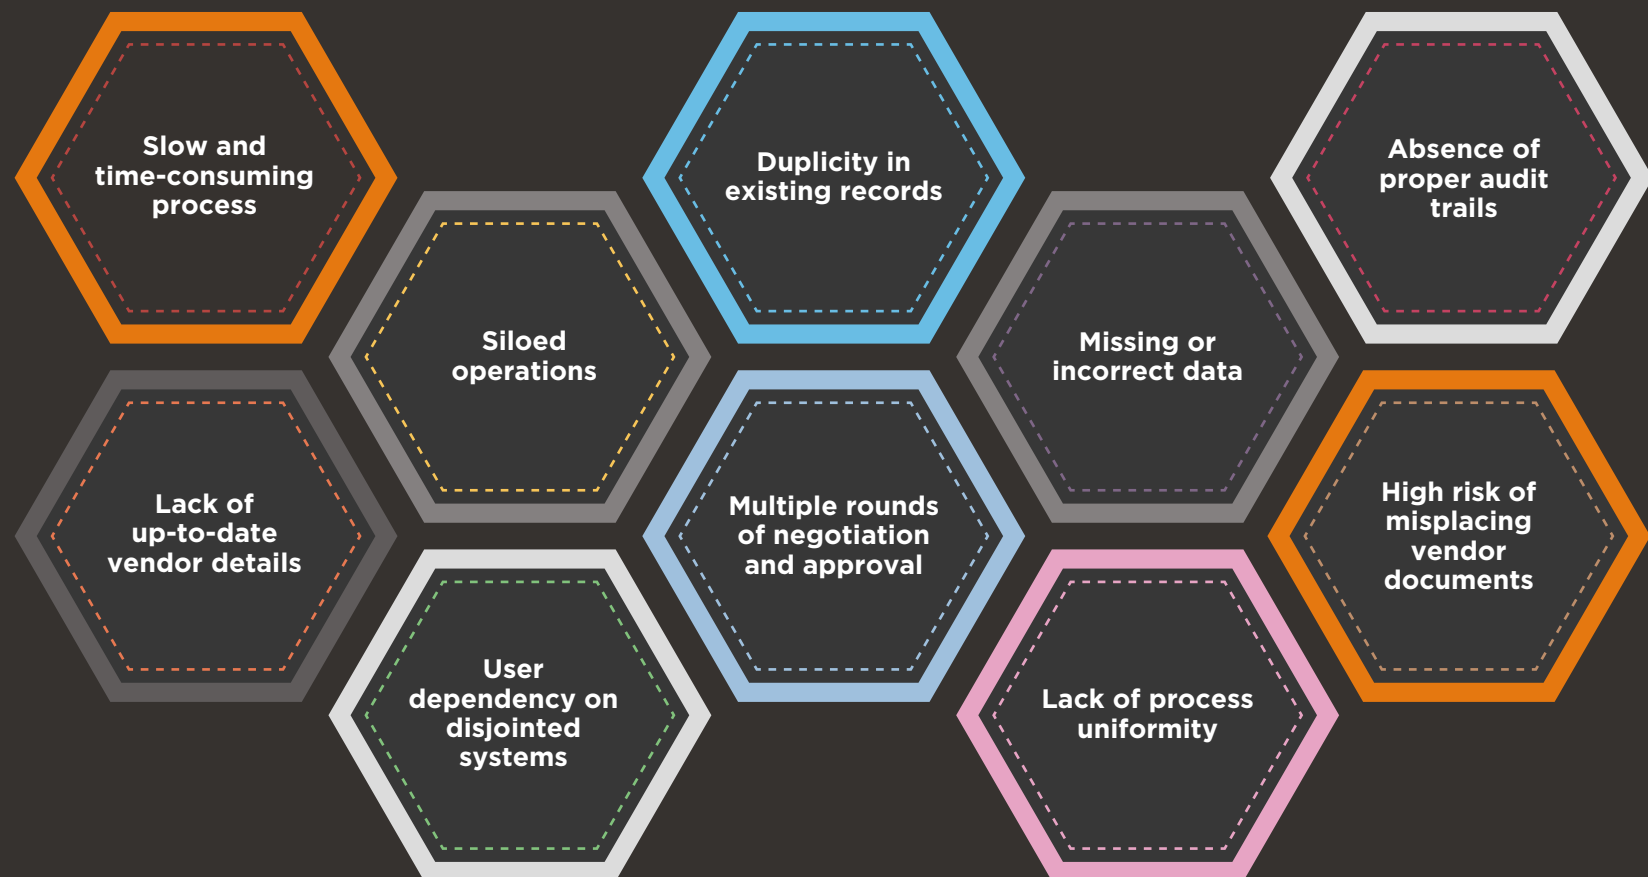 Slow and
time-consuming
process
Duplicity in
existing records
Absence of
proper audit
trails
Siloed
operations
Missing or
incorrect data
Lack of
up-to-date
vendor details
Multiple rounds
of negotiation
and approval
High risk of
misplacing
vendor
documents
User
dependency on
disjointed
systems
Lack of process
uniformity